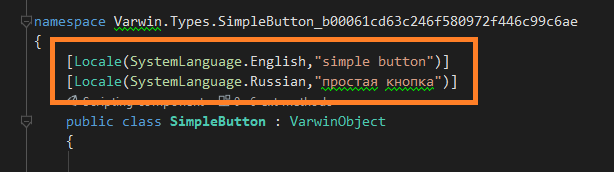 namespace Varwin.Types.SimpleButton_b00061cd63c246f580972f446c99c6ae
{
[Locale(SystemLanguage.English,"simple button")]
[Locale(SystemLanguage.Russian,"простая кнопка")]
public class SimpleButton : VarwinObject
{